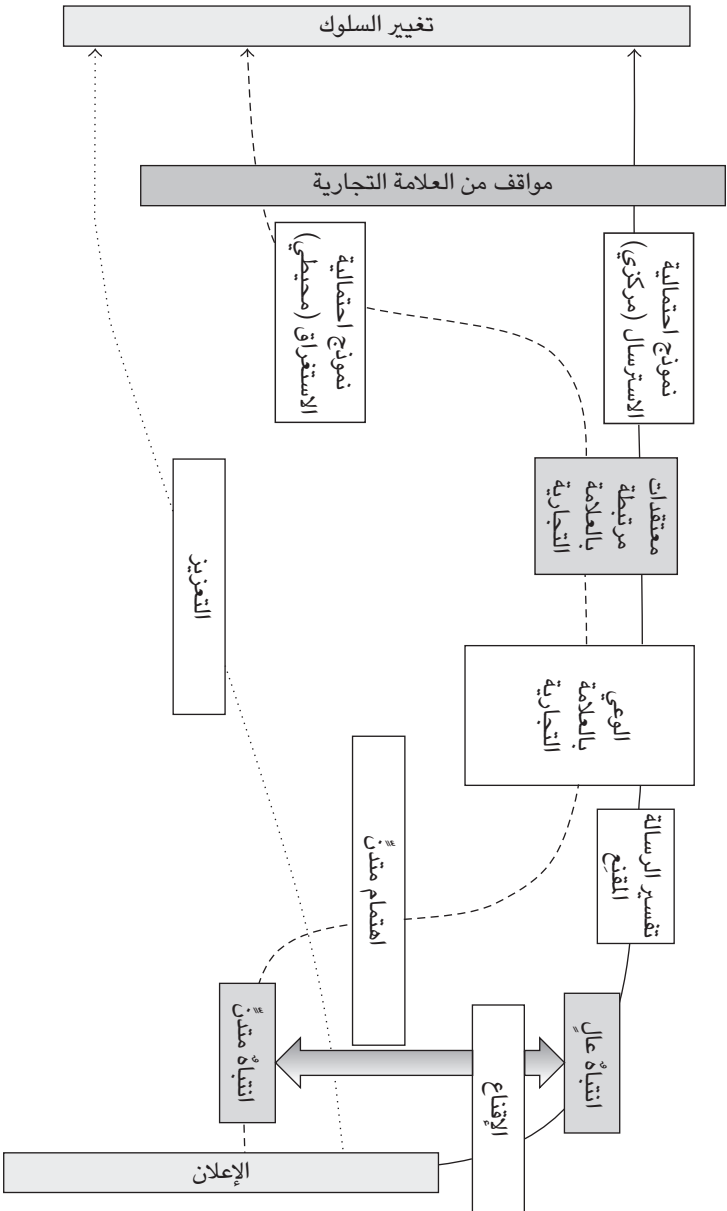 تغيير السلوك
مواقف من العلامة التجارية
نموذج احتمالية
الاسترسال (مركزي)
نموذج احتمالية
الاستغراق (محيطي)
معتقدات
مرتبطة
بالعلامة
التجارية
التعزيز
الوعي
بالعلامة
التجارية
اهتمام متدنٍّ
تفسير الرسالة
المقنِع
انتباهٌ عالٍ
انتباهٌ متدنٍّ
الإقناع
الإعلان